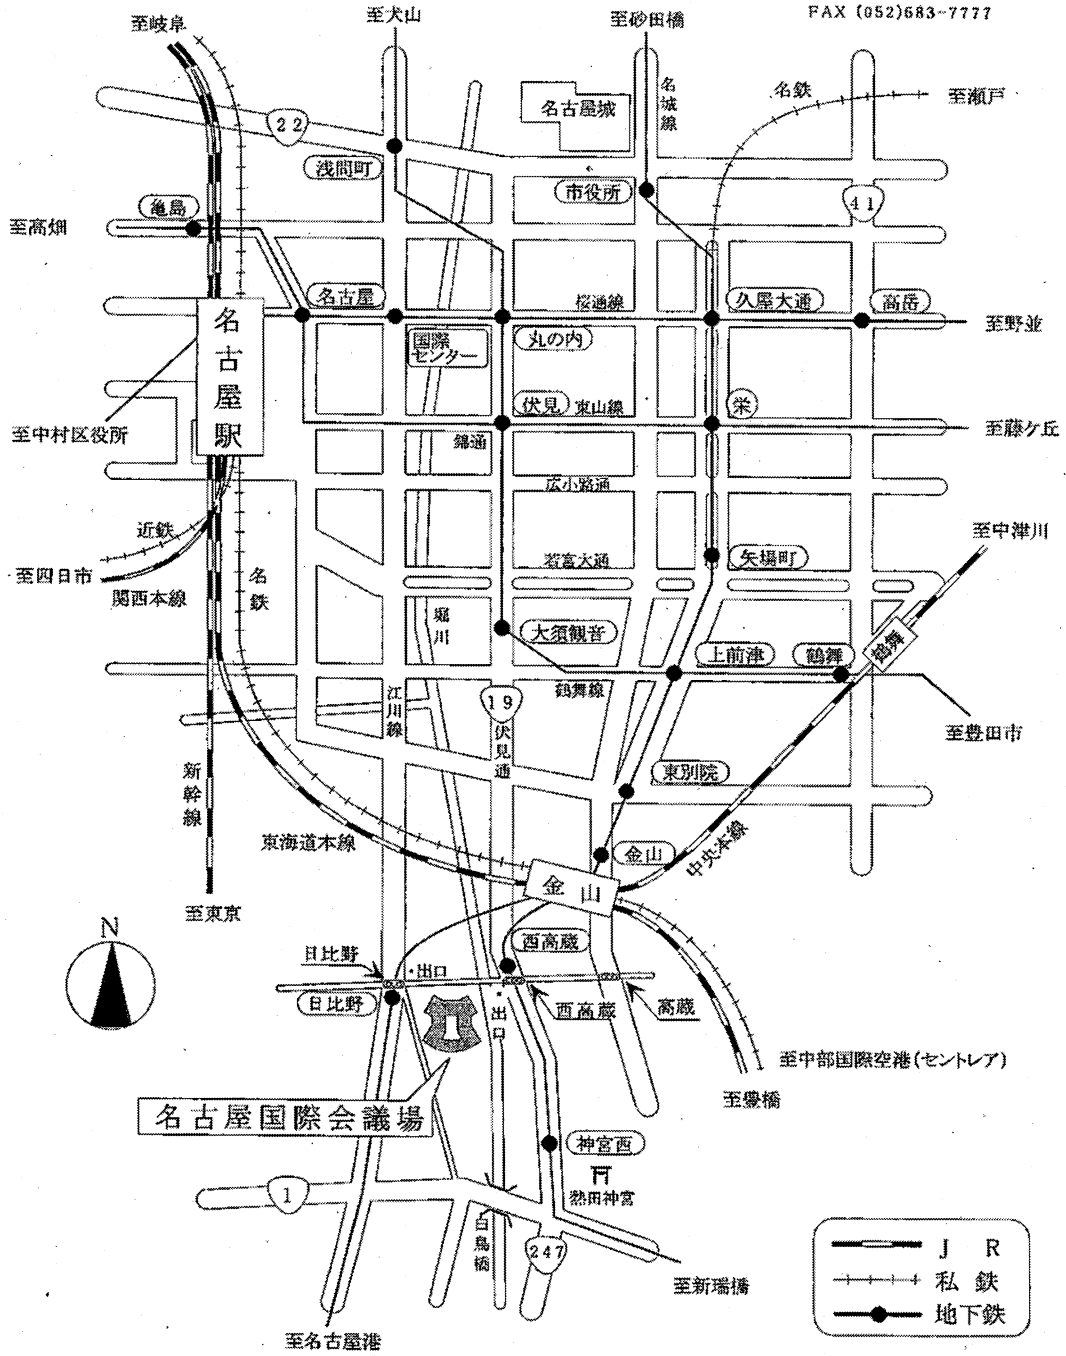 FAX (052)683-7777
至岐阜
至犬山
至砂田橋
名城線
名鉄
至瀬戸
名古屋城
22
浅間町
市役所
41
亀島
至高畑
名古屋
桜通線
久屋大通
高岳
至野並
国際
センター
丸の内
名古屋駅
伏見
東山線
栄
至藤ケ丘
至中村区役所
錦通
広小路通
近鉄
至四日市
関西本線
名鉄
若宮大通
矢場町
至中津川
堀川
大須観音
上前津
鶴舞
鶴舞
鶴舞線
江川線
19
伏見通
至豊田市
新幹線
東別院
東海道本線
金山
金山
中央本線
至東京
N
日比野
・出口
西高蔵
日比野
・出口
西高蔵
高蔵
至中部国際空港(セントレア)
至豊橋
名古屋国際会議場
神宮西
熱田神宮
1
白鳥橋
247
至新瑞橋
至名古屋港
J R
私鉄
地下鉄